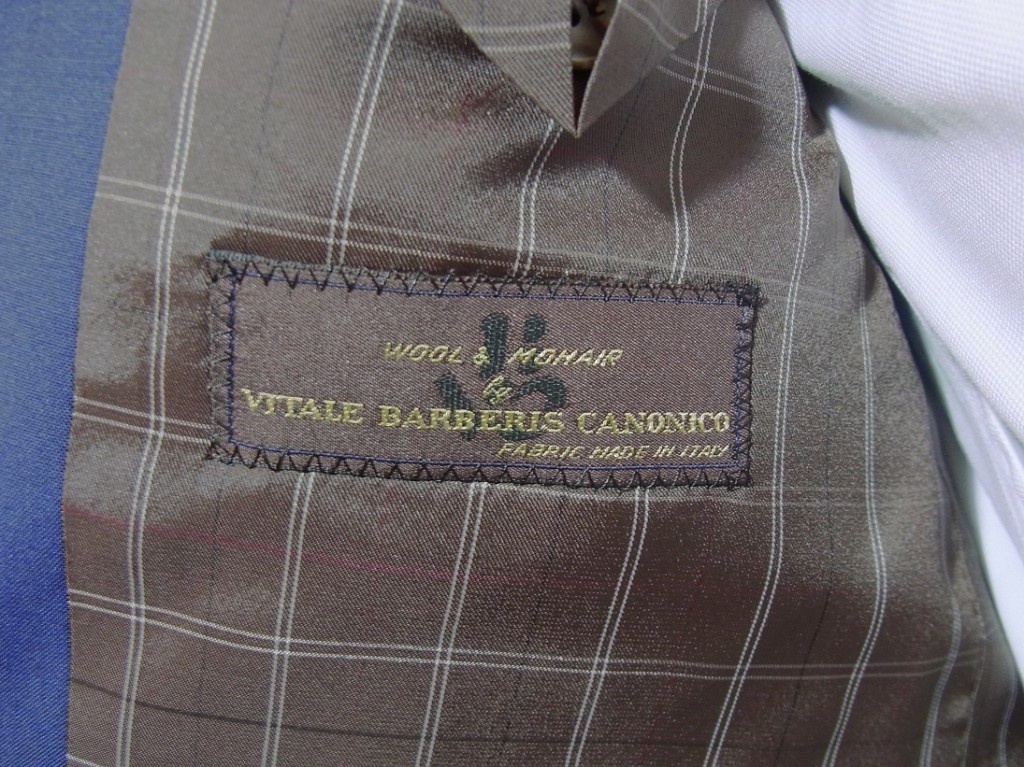 WOOL & MOHAIR
by
VITALE BARBERIS CANONICO
FABRIC MADE IN ITALY